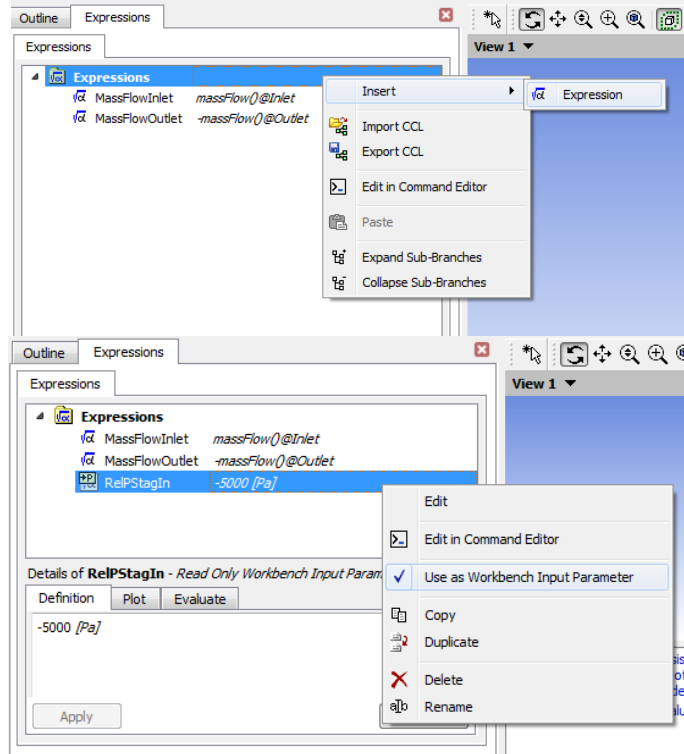 Outline Expressions
Expressions
View 1
Expressions
MassFlowInlet massFlow()@Inlet
MassFlowOutlet -massFlow()@Outlet
Insert
Expression
Import CCL
Export CCL
Edit in Command Editor
Paste
Expand Sub-Branches
Collapse Sub-Branches
Outline Expressions
Expressions
View 1
Expressions
MassFlowInlet massFlow()@Inlet
MassFlowOutlet -massFlow()@Outlet
RelPStagIn -5000 [Pa]
Edit
Edit in Command Editor
Use as Workbench Input Parameter
Copy
Duplicate
Delete
Rename
Details of RelPStagIn - Read Only Workbench Input Param
Definition Plot Evaluate
-5000 [Pa]
Apply